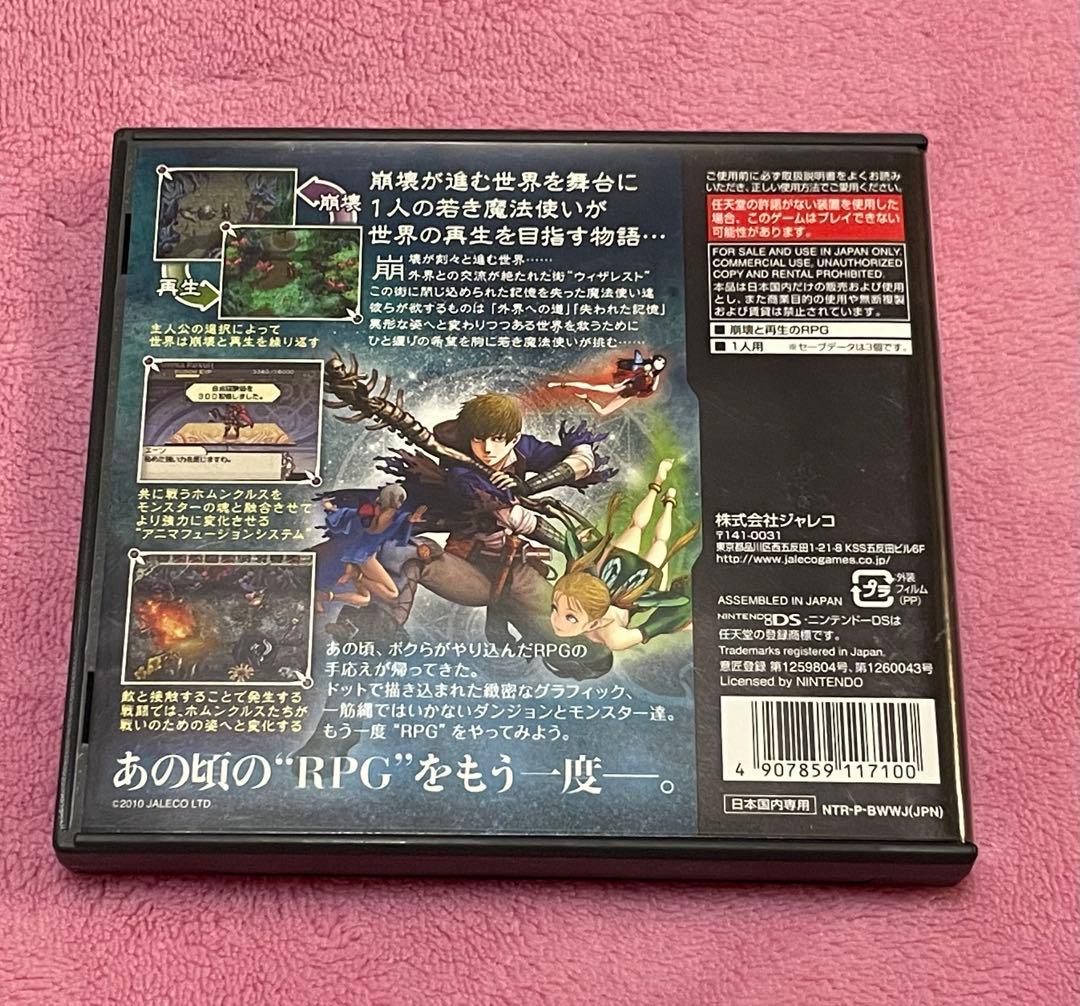 崩壊
再生
主人公の選択によって
世界は崩壊と再生を繰り返す
300記憶しました。
共に戦うホムンクルスを
モンスターの魂と融合させて
より強力に変化させる
"アニマフュージョンシステム"
敵と接触することで発生する
戦闘では、ホムンクルスたちが
戦いのための姿へと変化する
崩壊が進む世界を舞台に
1人の若き魔法使いが
世界の再生を目指す物語…
崩壊が刻々と進む世界……
外界との交流が絶たれた街“ウィザレスト”
この街に閉じ込められた記憶を失った魔法使い達
彼らが欲するものは「外界への道」「失われた記憶」
異形な姿へと変わりつつある世界を救うために
ひと握りの希望を胸に若き魔法使いが挑む……
あの頃、ボクらがやり込んだRPGの
手応えが帰ってきた。
ドットで描き込まれた緻密なグラフィック、
一筋縄ではいかないダンジョンとモンスター達。
もう一度 “RPG” をやってみよう。
あの頃の“RPG”をもう一度―。
©2010 JALECO LTD.
ご使用前に必ず取扱説明書をよくお読み
いただき、正しい使用方法でご愛用ください。
任天堂の許諾がない装置を使用した
場合、このゲームはプレイできない
可能性があります。
FOR SALE AND USE IN JAPAN ONLY.
COMMERCIAL USE, UNAUTHORIZED
COPY AND RENTAL PROHIBITED.
本品は日本国内だけの販売および使用
とし、また商業目的の使用や無断複製
および賃貸は禁止されています。
■ 崩壊と再生のRPG
■ 1人用 ※セーブデータは3個です。
株式会社ジャレコ
〒141-0031
東京都品川区西五反田1-21-8 KSS五反田ビル6F
http://www.jalecogames.co.jp/
プラ 外装フィルム(PP)
ASSEMBLED IN JAPAN
NINTENDO DS・ニンテンドーDSは
任天堂の登録商標です。
Trademarks registered in Japan.
意匠登録 第1259804号、第1260043号
Licensed by NINTENDO
4 907859 117100
日本国内専用 NTR-P-BWWJ(JPN)